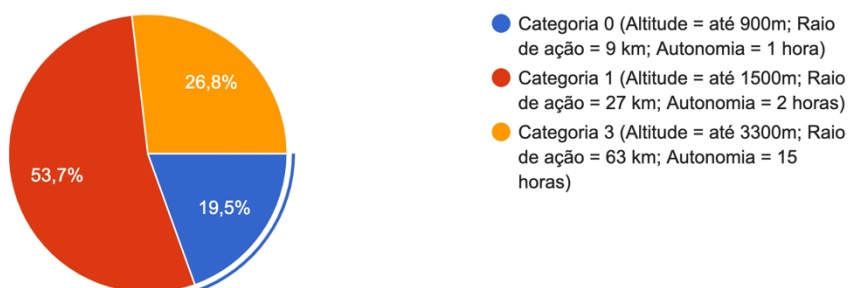 26,8%
53,7%
19,5%
Categoria 0 (Altitude = até 900m; Raio
de ação = 9 km; Autonomia = 1 hora)
Categoria 1 (Altitude = até 1500m; Raio
de ação = 27 km; Autonomia = 2 horas)
Categoria 3 (Altitude = até 3300m; Raio
de ação = 63 km; Autonomia = 15
horas)